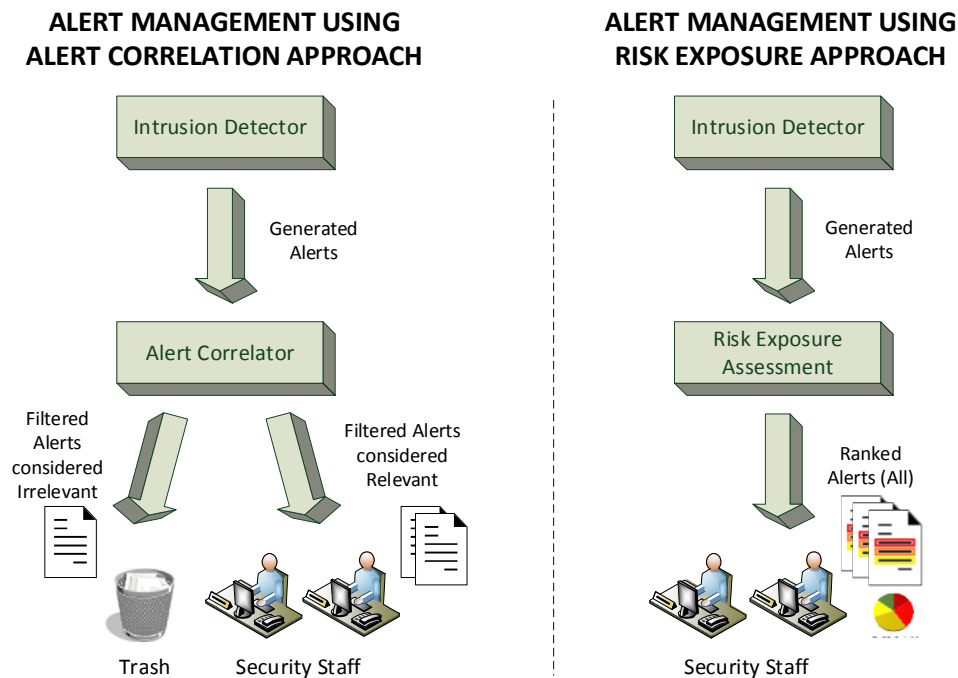 ALERT MANAGEMENT USING
ALERT CORRELATION APPROACH
Intrusion Detector
Generated
Alerts
Alert Correlator
Filtered
Alerts
considered
Irrelevant
Filtered Alerts
considered
Relevant
Trash
Security Staff
ALERT MANAGEMENT USING
RISK EXPOSURE APPROACH
Intrusion Detector
Generated
Alerts
Risk Exposure
Assessment
Ranked
Alerts (All)
Security Staff